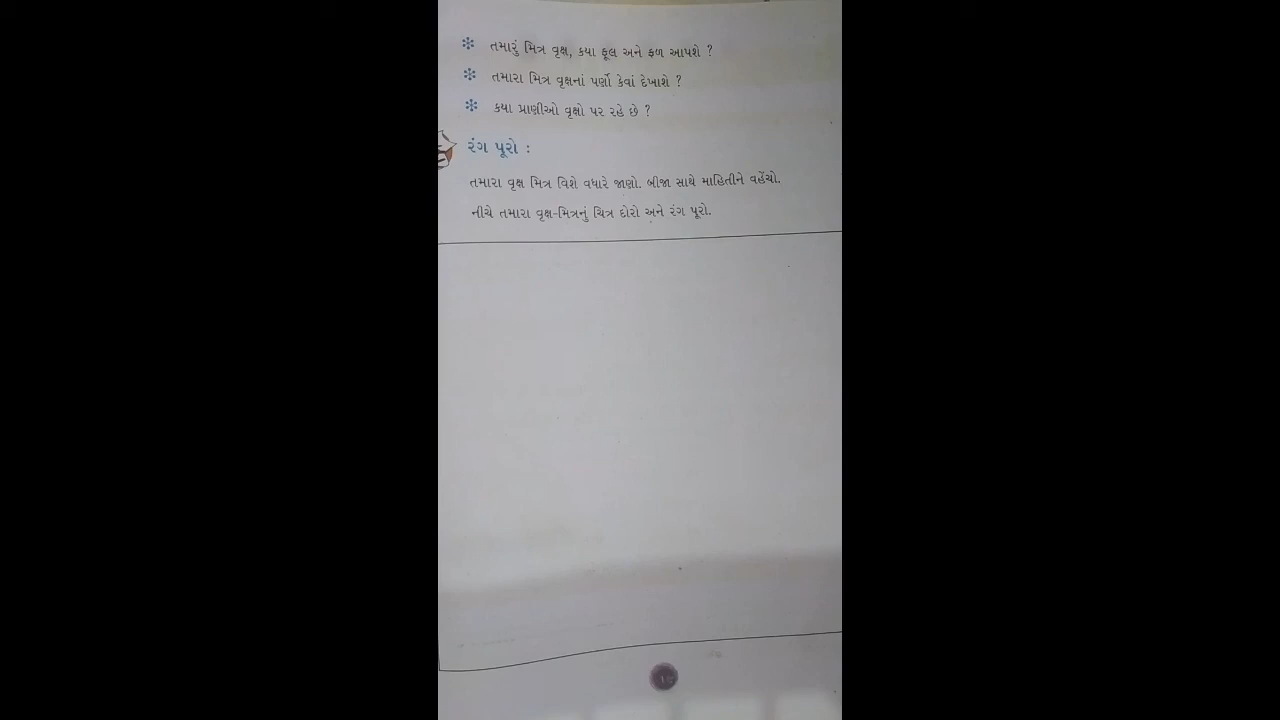 ❇ તમારું મિત્ર વૃક્ષ, કયા ફૂલ અને ફળ આપશે ?
❇ તમારા મિત્ર વૃક્ષનાં પર્ણો કેવાં દેખાશે ?
❇ કયા પ્રાણીઓ વૃક્ષો પર રહે છે ?
રંગ પૂરો :
તમારા વૃક્ષ મિત્ર વિશે વધારે જાણો. બીજા સાથે માહિતીને વહેંચો.
નીચે તમારા વૃક્ષ-મિત્રનું ચિત્ર દોરો અને રંગ પૂરો.